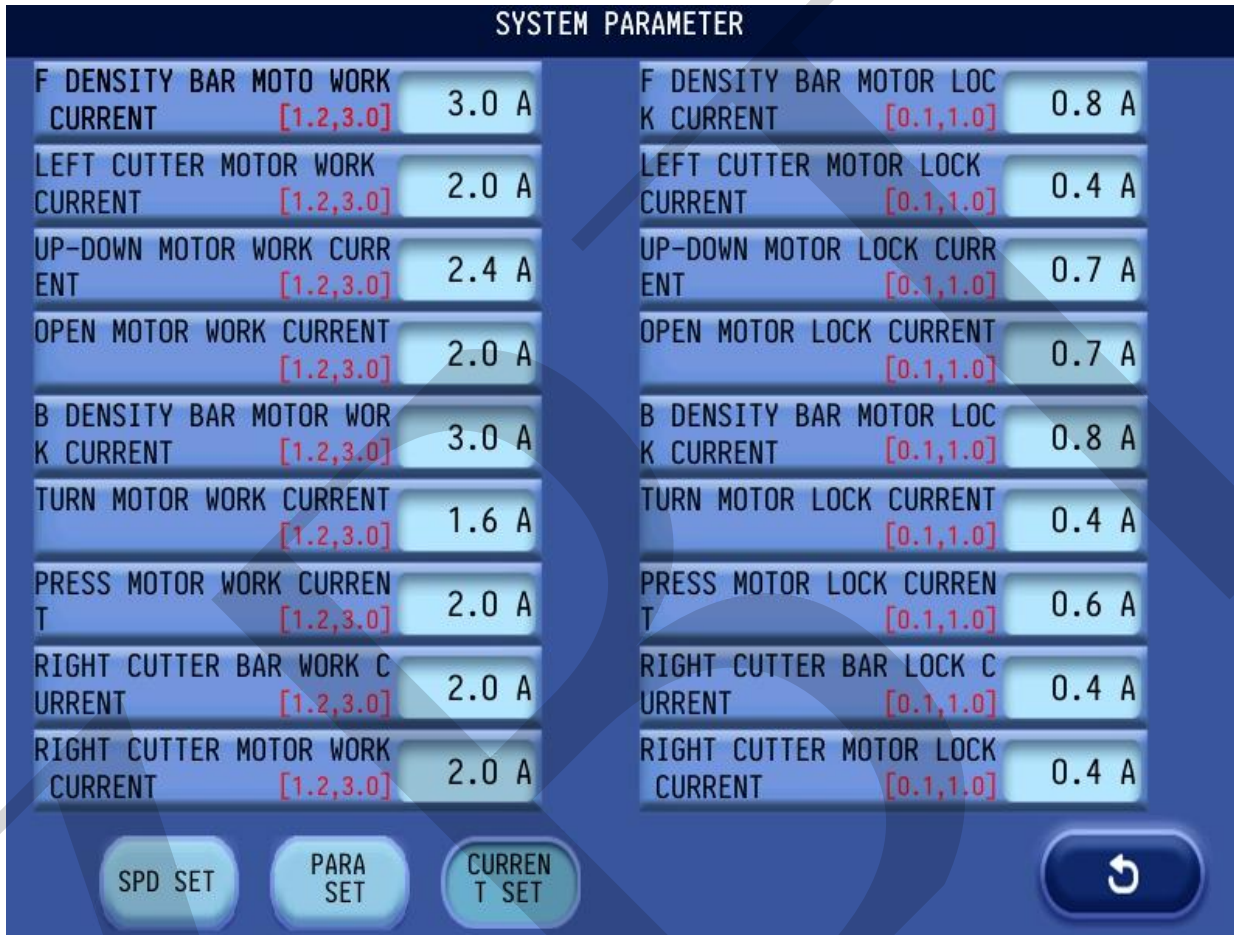 SYSTEM PARAMETER
F DENSITY BAR MOTO WORK
CURRENT [1.2,3.0] 3.0 A
F DENSITY BAR MOTOR LOC
K CURRENT [0.1,1.0] 0.8 A
LEFT CUTTER MOTOR WORK
CURRENT [1.2,3.0] 2.0 A
LEFT CUTTER MOTOR LOCK
CURRENT [0.1,1.0] 0.4 A
UP-DOWN MOTOR WORK CURR
ENT [1.2,3.0] 2.4 A
UP-DOWN MOTOR LOCK CURR
ENT [0.1,1.0] 0.7 A
OPEN MOTOR WORK CURRENT
[1.2,3.0] 2.0 A
OPEN MOTOR LOCK CURRENT
[0.1,1.0] 0.7 A
B DENSITY BAR MOTOR WOR
K CURRENT [1.2,3.0] 3.0 A
B DENSITY BAR MOTOR LOC
K CURRENT [0.1,1.0] 0.8 A
TURN MOTOR WORK CURRENT
[1.2,3.0] 1.6 A
TURN MOTOR LOCK CURRENT
[0.1,1.0] 0.4 A
PRESS MOTOR WORK CURREN
T [1.2,3.0] 2.0 A
PRESS MOTOR LOCK CURREN
T [0.1,1.0] 0.6 A
RIGHT CUTTER BAR WORK C
URRENT [1.2,3.0] 2.0 A
RIGHT CUTTER BAR LOCK C
URRENT [0.1,1.0] 0.4 A
RIGHT CUTTER MOTOR WORK
CURRENT [1.2,3.0] 2.0 A
RIGHT CUTTER MOTOR LOCK
CURRENT [0.1,1.0] 0.4 A
SPD SET
PARA
SET
CURREN
T SET